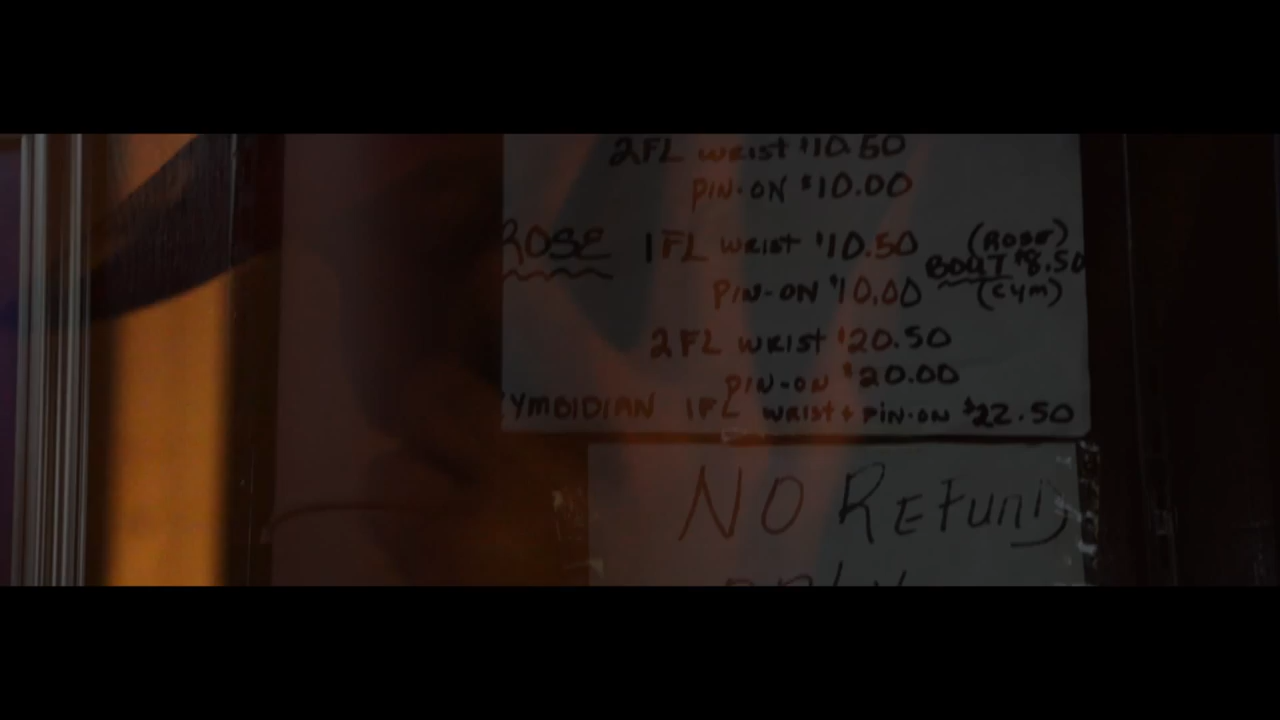 2FL WRIST $10.50
PIN-ON $10.00
ROSE 1FL WRIST $10.50 (ROSE)
BOUT $8.50
PIN-ON $10.00 (CYM)
2FL WRIST $20.50
PIN-ON $20.00
YMBIDIAN 1FL WRIST + PIN-ON $22.50
NO REFUND
ONLY